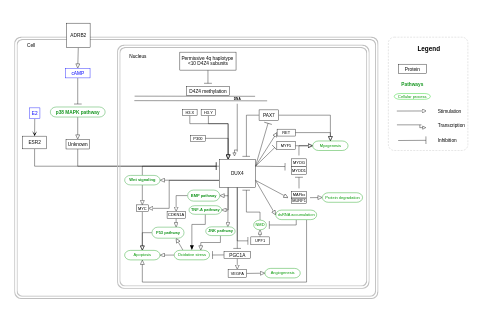 ADRB2
Cell
Nucleus
Permissive 4q haplotype
<10 D4Z4 units
Legend
cAMP
Protein
Pathways
Cellular process
D4Z4 methylation
DNA
p38 MAPK pathway
E2
H3.X
H3.Y
PAX7
Stimulation
Transcription
Inhibition
ESR2
Unknown
P300
RET
MYF5
Myogenesis
DUX4
MYOG
MYOD1
Wnt signaling
BMP pathway
MAFbx
MURF1
Protein degradation
MYC
CDKN1A
TNF-A pathway
dsRNA accumulation
P53 pathway
JNK pathway
NMD
UPF1
Apoptosis
Oxidative stress
PGC1A
VEGFA
Angiogenesis